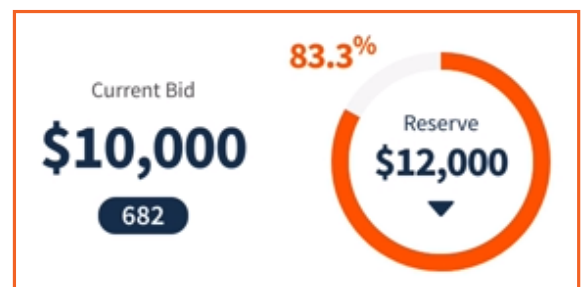 Current Bid
$10,000
682
83.3%
Reserve
$12,000